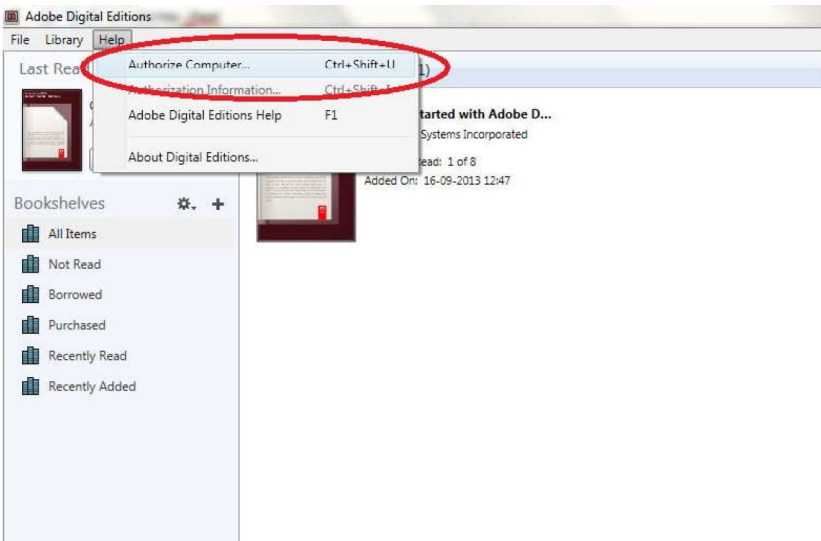 Adobe Digital Editions
File Library Help
Last Rea
1)
Authorize Computer... Ctrl+Shift+U
Authorization Information... Ctrl+Shift+I
Adobe Digital Editions Help F1
About Digital Editions...
tarted with Adobe D...
Systems Incorporated
ead: 1 of 8
Added On: 16-09-2013 12:47
Bookshelves
All Items
Not Read
Borrowed
Purchased
Recently Read
Recently Added